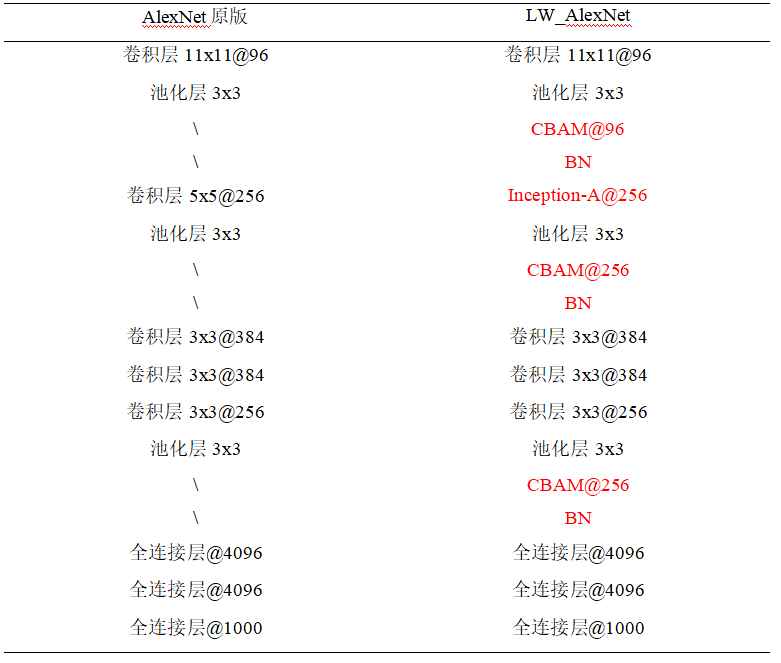 AlexNet 原版 LW_AlexNet
卷积层 11x11@96 卷积层 11x11@96
池化层 3x3 池化层 3x3
\ CBAM@96
\ BN
卷积层 5x5@256 Inception-A@256
池化层 3x3 池化层 3x3
\ CBAM@256
\ BN
卷积层 3x3@384 卷积层 3x3@384
卷积层 3x3@384 卷积层 3x3@384
卷积层 3x3@256 卷积层 3x3@256
池化层 3x3 池化层 3x3
\ CBAM@256
\ BN
全连接层@4096 全连接层@4096
全连接层@4096 全连接层@4096
全连接层@1000 全连接层@1000